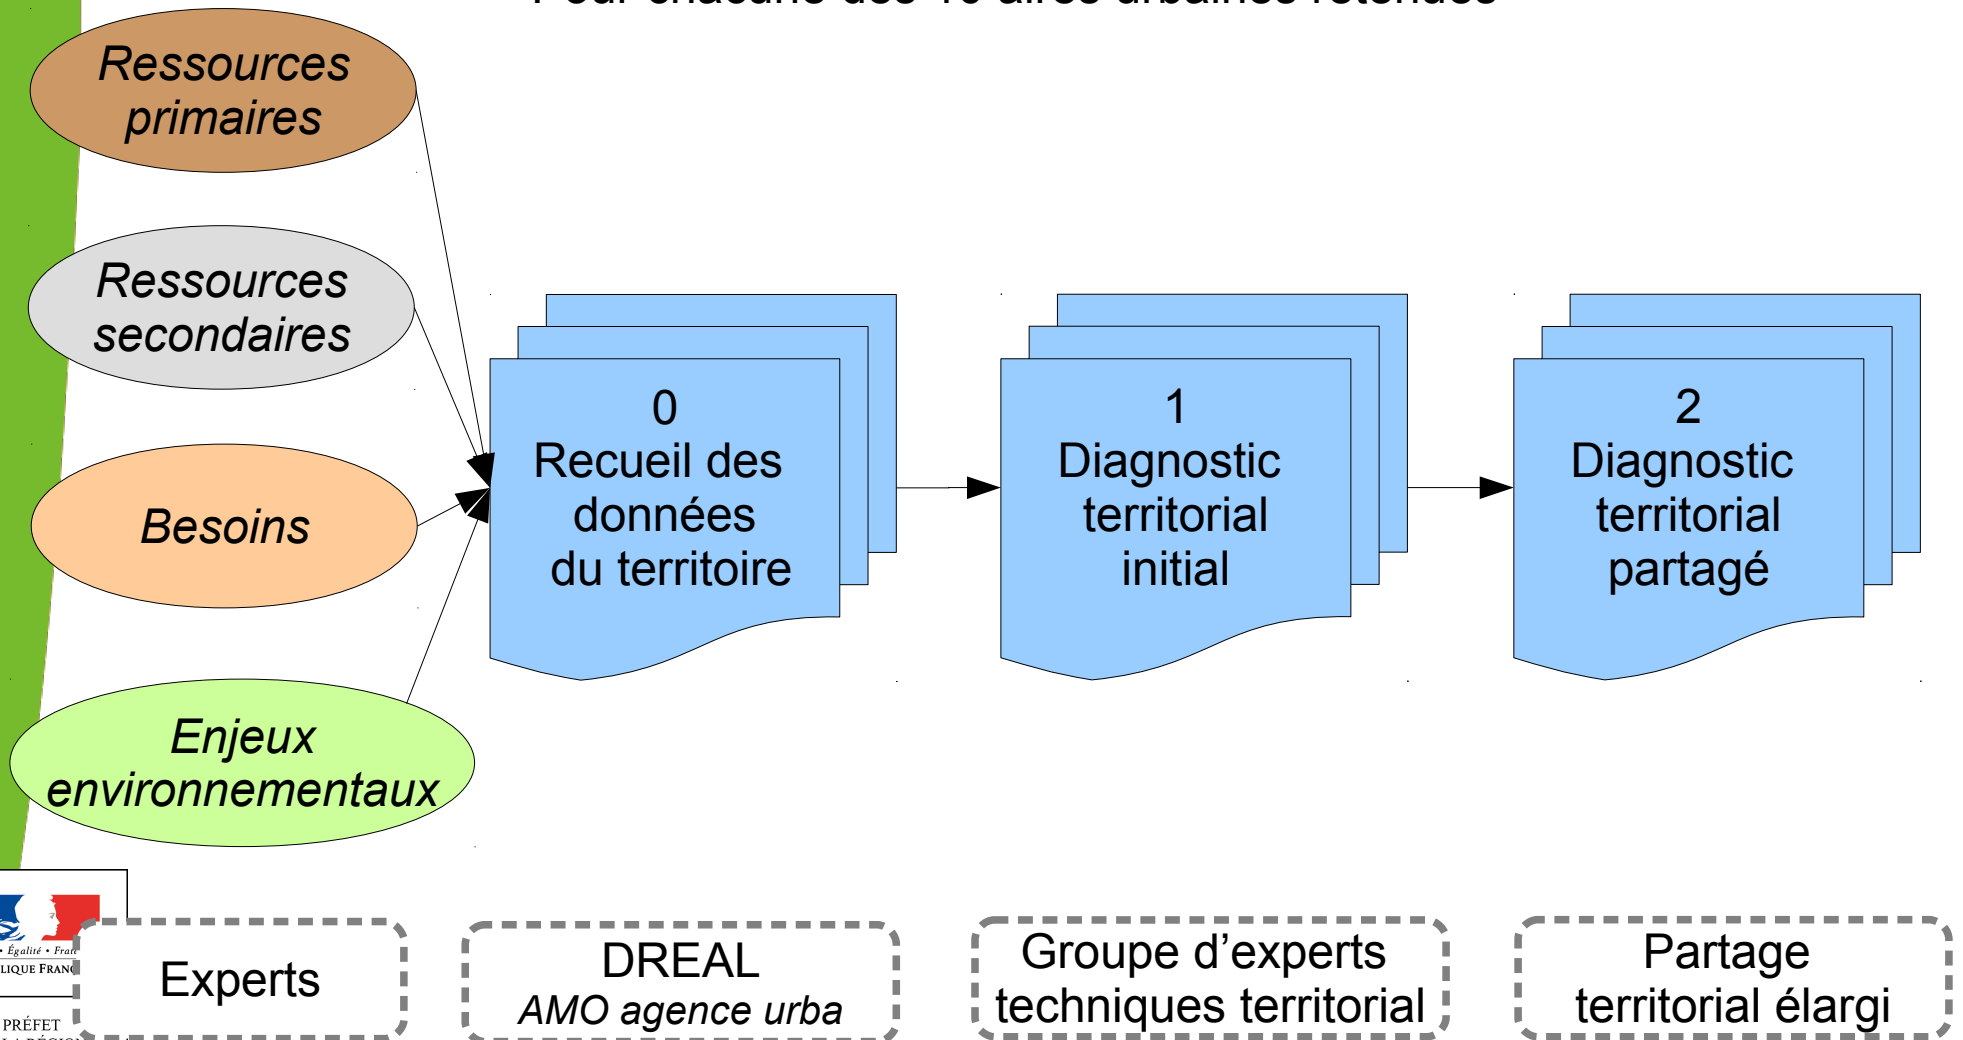 Ressources
primaires
Ressources
secondaires
Besoins
Enjeux
environnementaux
0
Recueil des
données
du territoire
1
Diagnostic
territorial
initial
2
Diagnostic
territorial
partagé
Experts
DREAL
AMO agence urba
Groupe d'experts
techniques territorial
Partage
territorial élargi
• Égalité •
PRÉFET